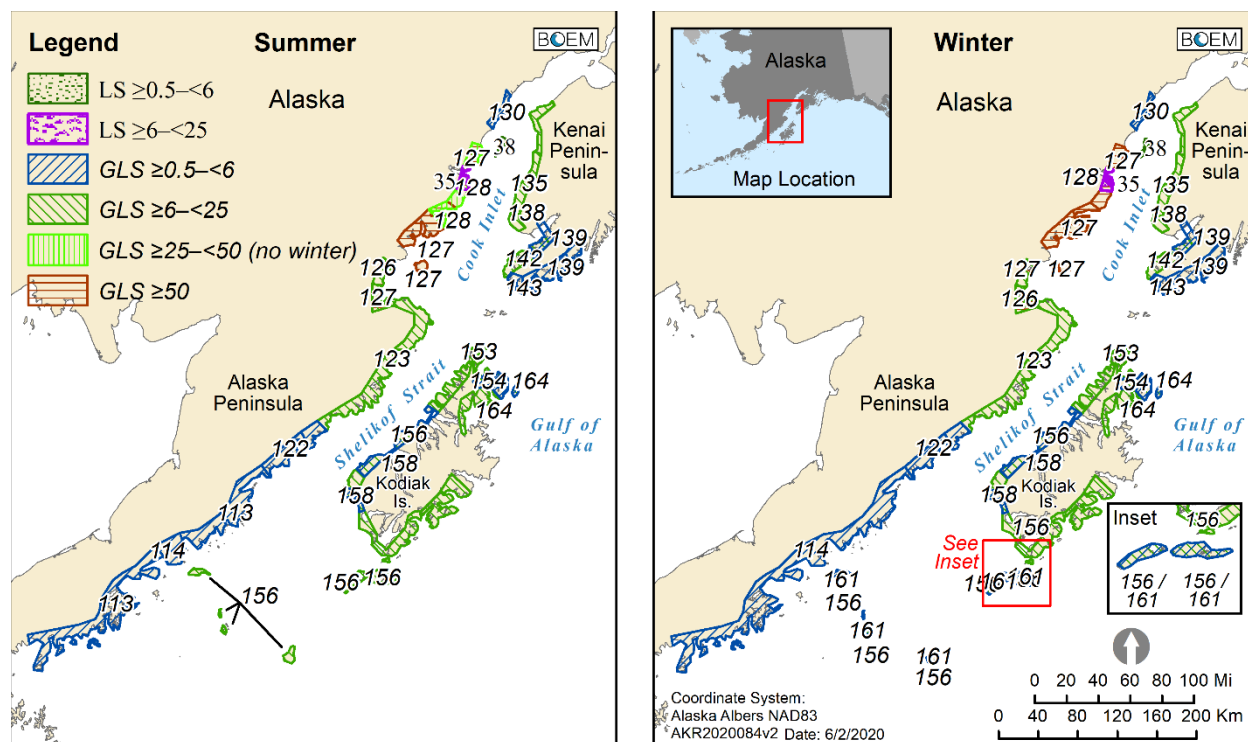 Legend
Summer
BOEM
LS ≥0.5–<6
LS ≥6–<25
GLS ≥0.5–<6
GLS ≥6–<25
GLS ≥25–<50 (no winter)
GLS ≥50
Alaska
130
Kenai
Penin-
sula
127
38
35
128
135
128
138
127
139
126
127
142
139
127
143
Cook Inlet
123
153
154
164
164
Alaska
Peninsula
Shelikof Strait
Gulf of
Alaska
122
156
158
158
Kodiak
Is.
113
114
156
156
113
156
Winter
BOEM
Alaska
Map Location
Alaska
130
Kenai
Penin-
sula
127
38
128
35
135
138
127
139
127
127
142
139
126
143
Cook Inlet
123
153
154
164
164
Alaska
Peninsula
Shelikof Strait
Gulf of
Alaska
122
156
158
158
Kodiak
Is.
156
114
See
Inset
161
161
156
161
156
161
156
Inset
156
156 /
161
156 /
161
0 20 40 60 80 100 Mi
0 40 80 120 160 200 Km
Coordinate System:
Alaska Albers NAD83
AKR2020084v2 Date: 6/2/2020